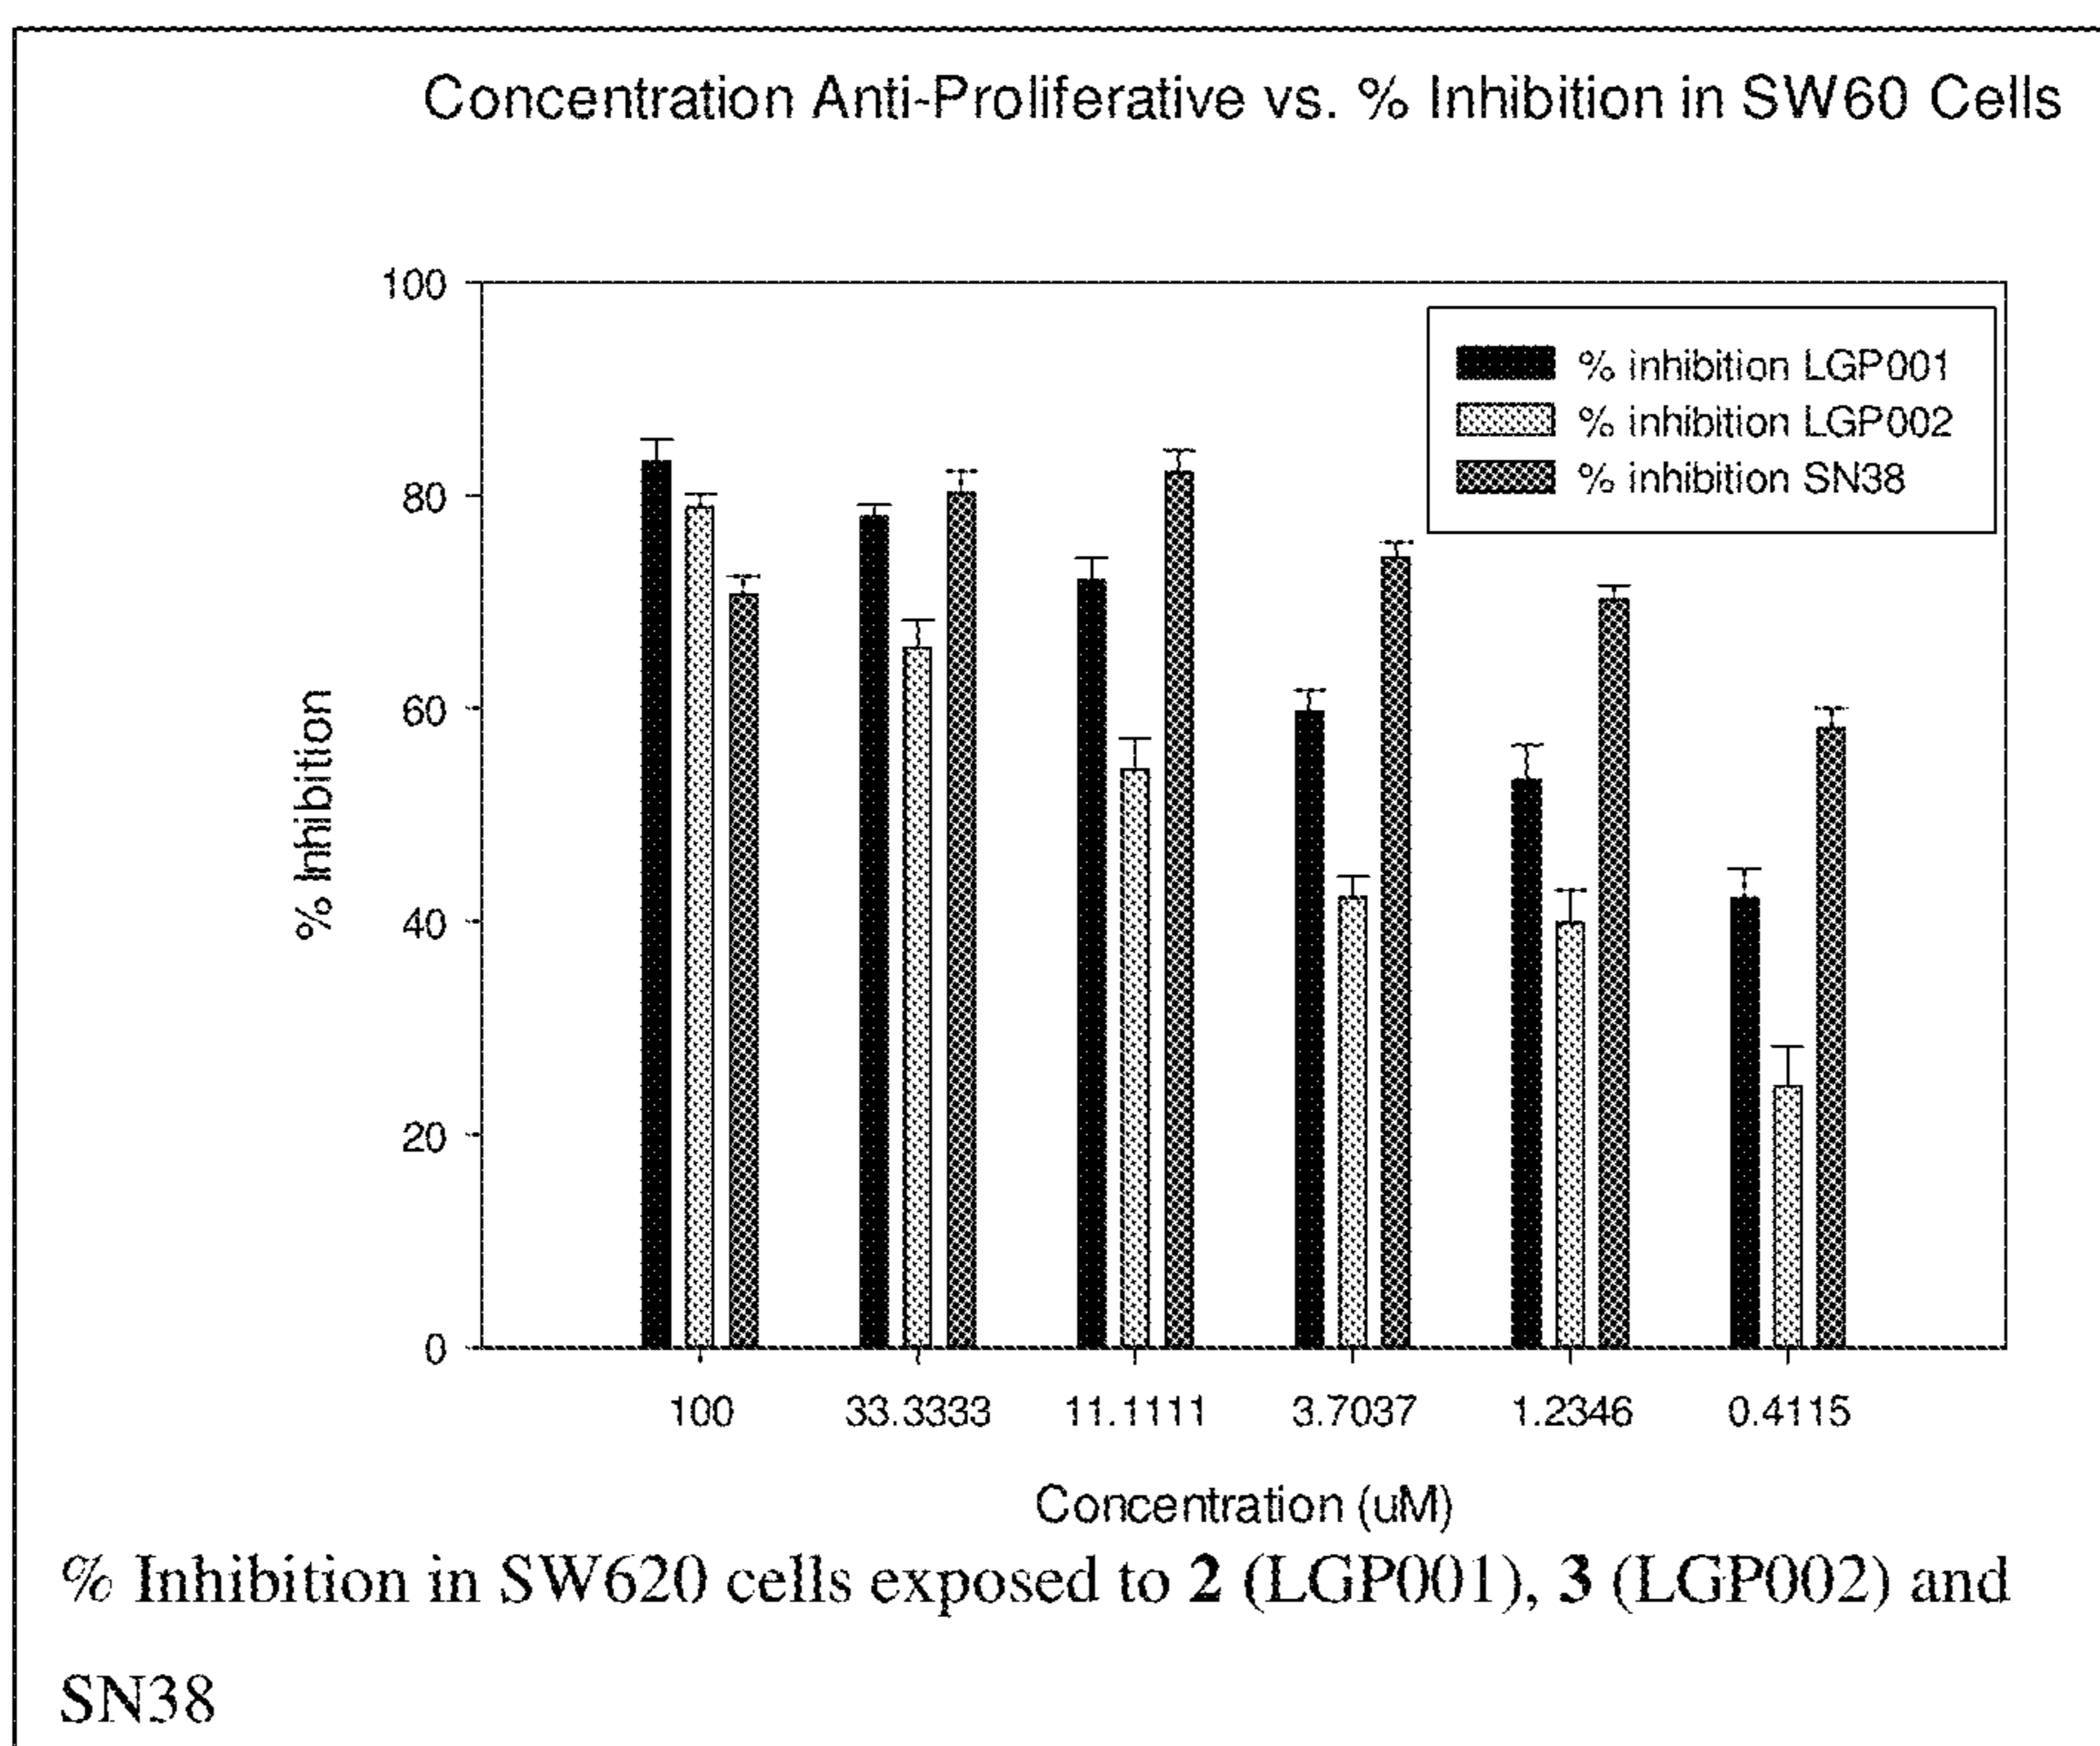 Concentration Anti-Proliferative vs. % Inhibition in SW60 Cells
100
80
60
40
20
0
% Inhibition
% inhibition LGP001
% inhibition LGP002
% inhibition SN38
100 33.3333 11.1111 3.7037 1.2346 0.4115
Concentration (uM)
% Inhibition in SW620 cells exposed to 2 (LGP001), 3 (LGP002) and
SN38